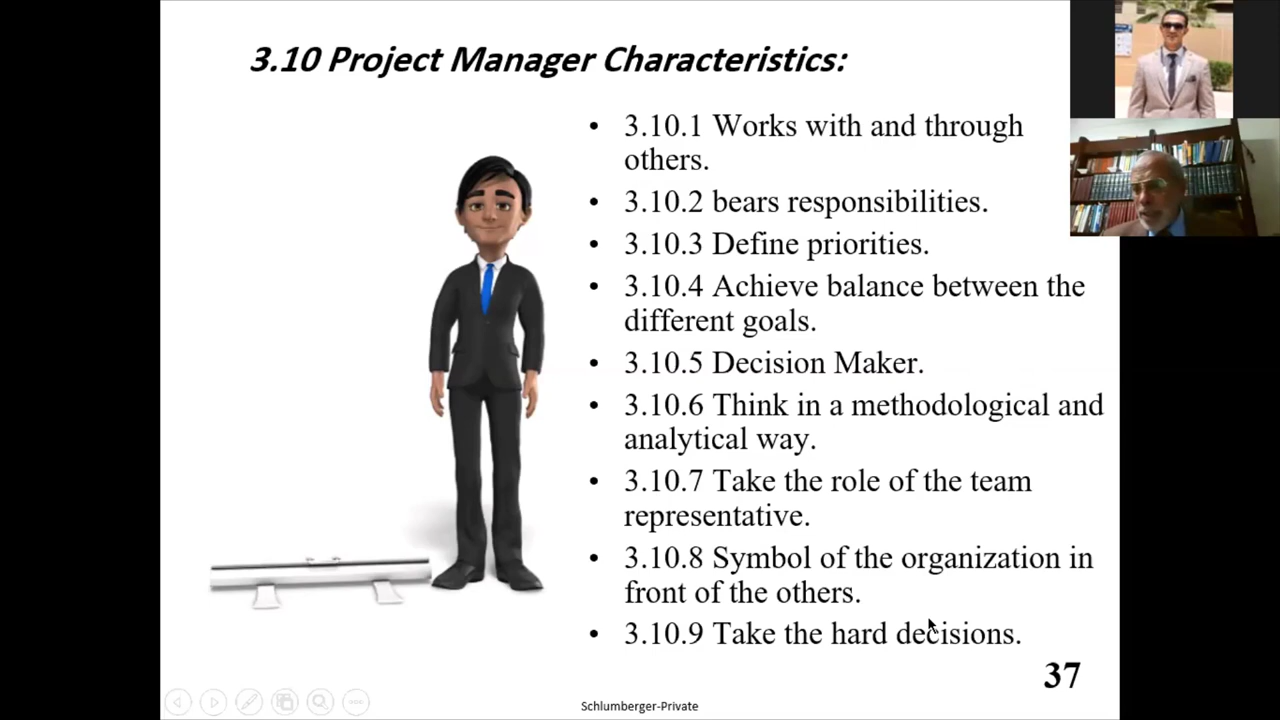 3.10 Project Manager Characteristics:
• 3.10.1 Works with and through
others.
• 3.10.2 bears responsibilities.
• 3.10.3 Define priorities.
• 3.10.4 Achieve balance between the
different goals.
• 3.10.5 Decision Maker.
• 3.10.6 Think in a methodological and
analytical way.
• 3.10.7 Take the role of the team
representative.
• 3.10.8 Symbol of the organization in
front of the others.
• 3.10.9 Take the hard decisions.
37
Schlumberger-Private